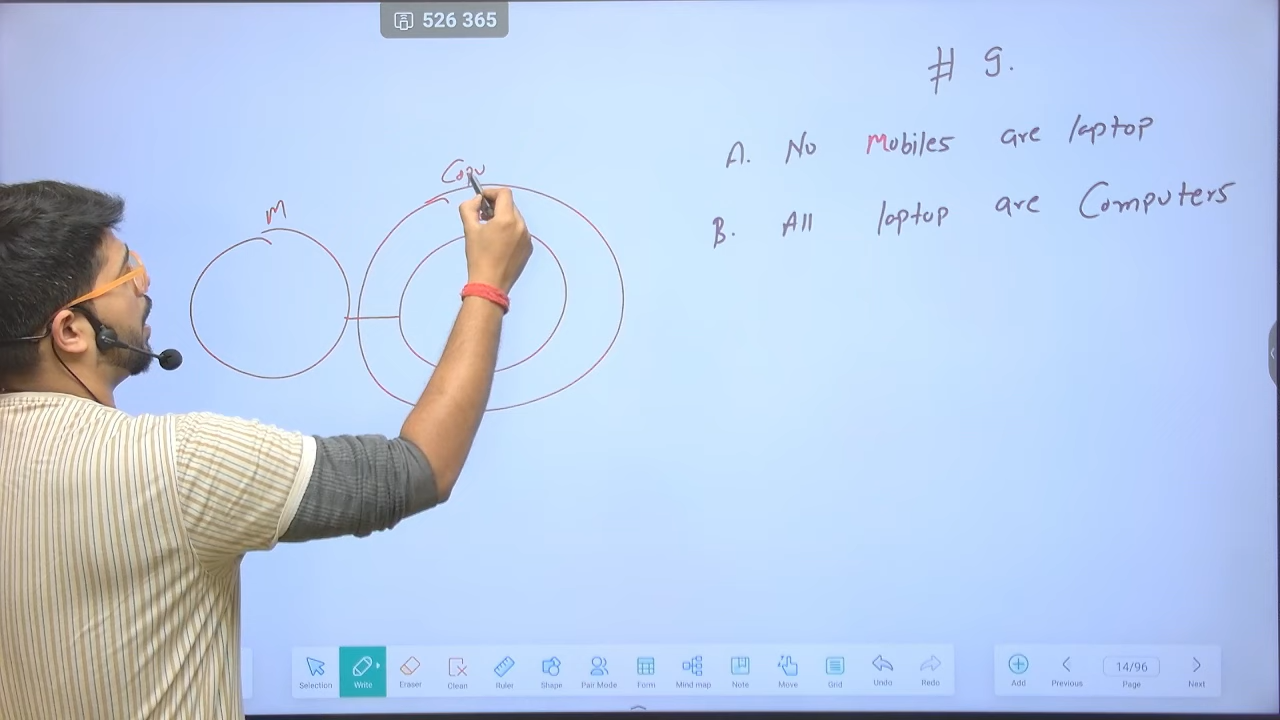 526 365
# 9.
A. No Mobiles are laptop
B. All laptop are Computers
M
Selection Write Eraser Clean Ruler Shape Pair Mode Form Mind map Note Move Grid Undo Redo
Add Previous 14/96 Page Next